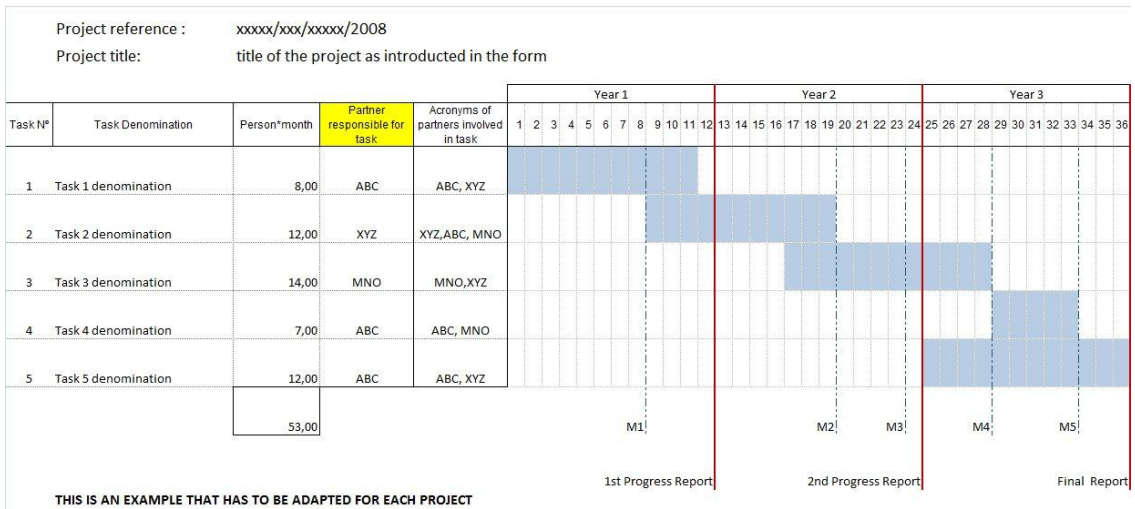 Project reference : xxxxx/xxx/xxxxx/2008
Project title: title of the project as introducted in the form
Year 1 Year 2 Year 3
Task Nº Task Denomination Person*month Partner responsible for task Acronyms of partners involved in task 1 2 3 4 5 6 7 8 9 10 11 12 13 14 15 16 17 18 19 20 21 22 23 24 25 26 27 28 29 30 31 32 33 34 35 36
1 Task 1 denomination 8,00 ABC ABC, XYZ
2 Task 2 denomination 12,00 XYZ XYZ,ABC, MNO
3 Task 3 denomination 14,00 MNO MNO,XYZ
4 Task 4 denomination 7,00 ABC ABC, MNO
5 Task 5 denomination 12,00 ABC ABC, XYZ
53,00 M1 M2 M3 M4 M5
1st Progress Report 2nd Progress Report Final Report
THIS IS AN EXAMPLE THAT HAS TO BE ADAPTED FOR EACH PROJECT